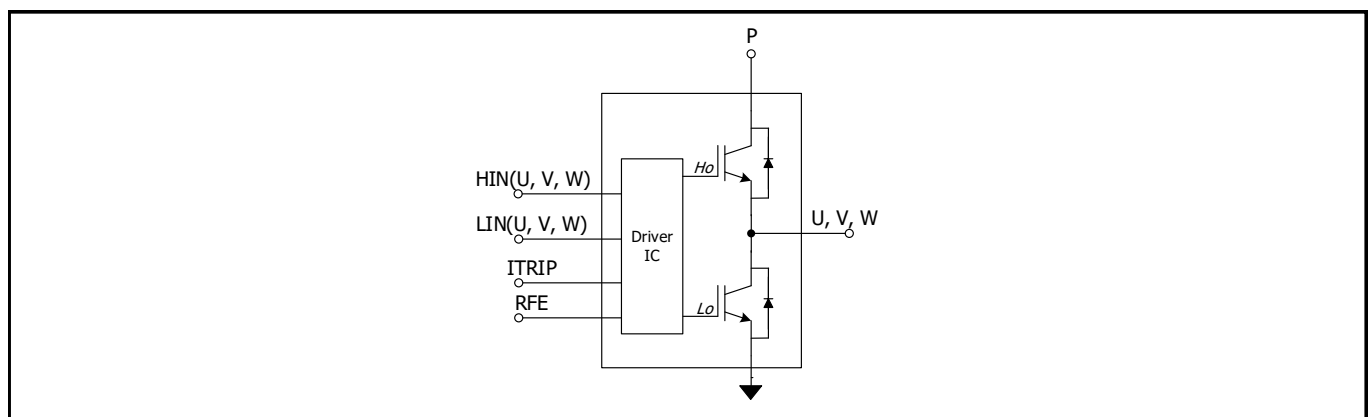 P
HIN(U, V, W)
Ho
LIN(U, V, W)
U, V, W
Driver
IC
ITRIP
RFE
Lo